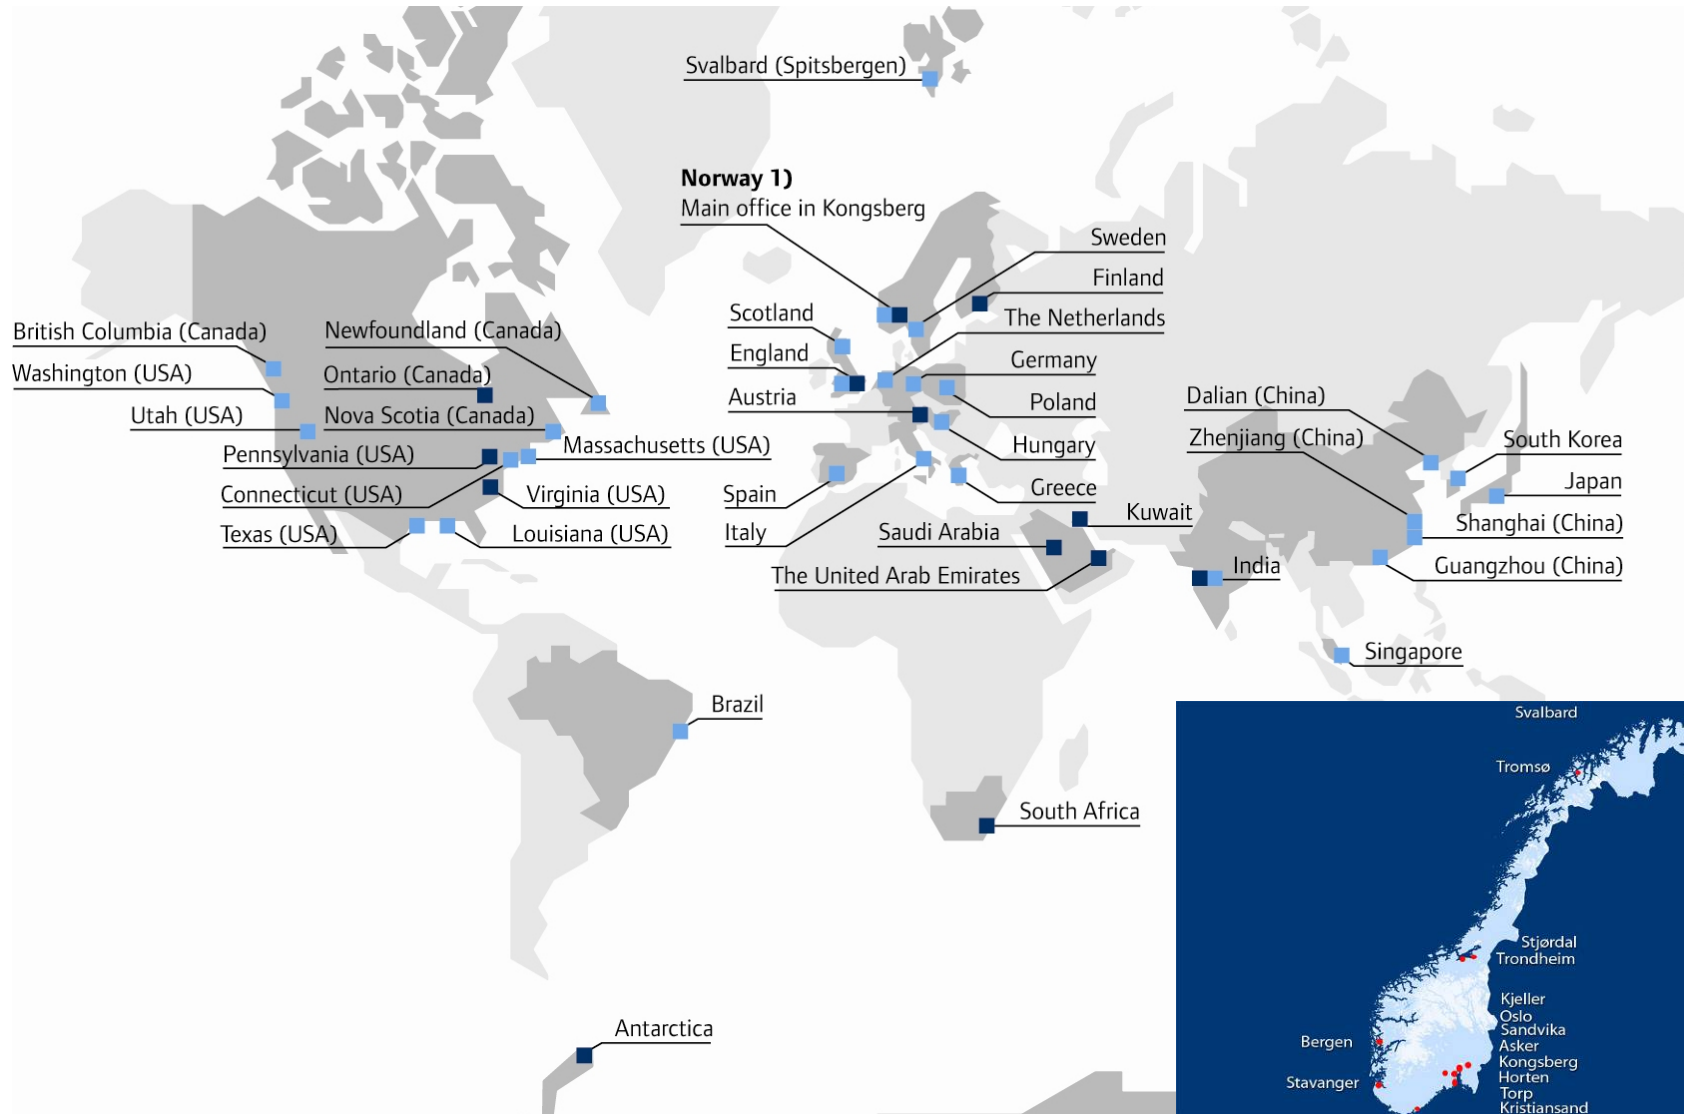 Svalbard (Spitsbergen)
Norway 1)
Main office in Kongsberg
Sweden
Finland
The Netherlands
Scotland
England
Austria
Germany
Poland
Hungary
Greece
Spain
Italy
British Columbia (Canada)
Washington (USA)
Utah (USA)
Newfoundland (Canada)
Ontario (Canada)
Nova Scotia (Canada)
Pennsylvania (USA)
Massachusetts (USA)
Connecticut (USA)
Virginia (USA)
Texas (USA)
Louisiana (USA)
Kuwait
Saudi Arabia
The United Arab Emirates
Dalian (China)
Zhenjiang (China)
South Korea
Japan
Shanghai (China)
Guangzhou (China)
India
Singapore
Brazil
South Africa
Antarctica
Svalbard
Tromsø
Stjørdal
Trondheim
Kjeller
Oslo
Sandvika
Bergen
Asker
Kongsberg
Stavanger
Horten
Torp
Kristiansand